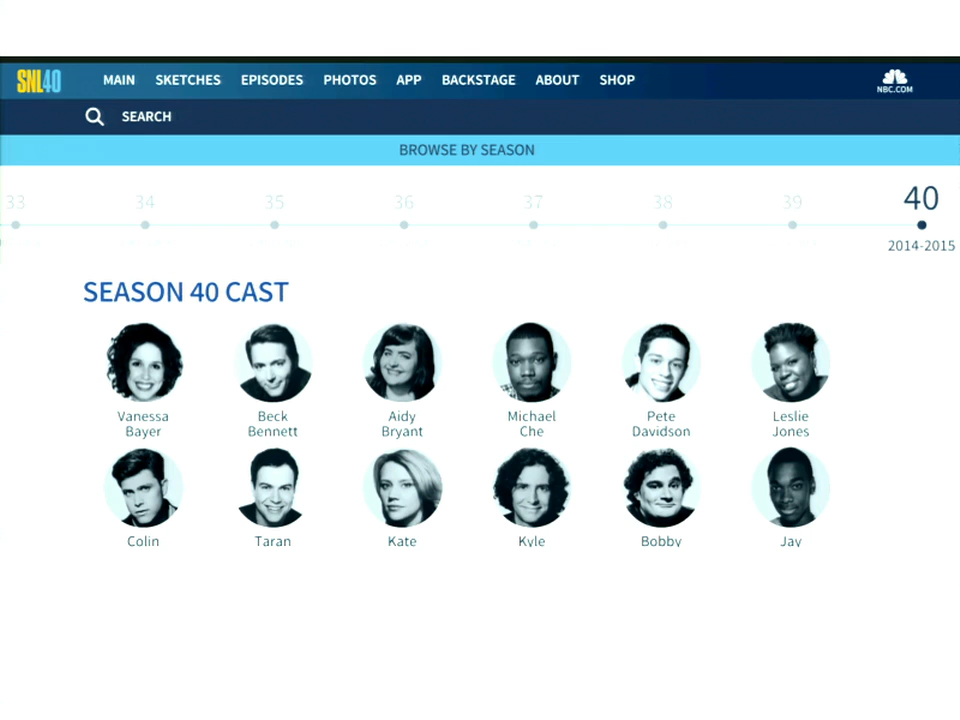 SNL40 MAIN SKETCHES EPISODES PHOTOS APP BACKSTAGE ABOUT SHOP NBC.COM
SEARCH
BROWSE BY SEASON
33 34 35 36 37 38 39 40
2014-2015
SEASON 40 CAST
Vanessa Beck Aidy Michael Pete Leslie
Bayer Bennett Bryant Che Davidson Jones
Colin Taran Kate Kyle Bobby Jay